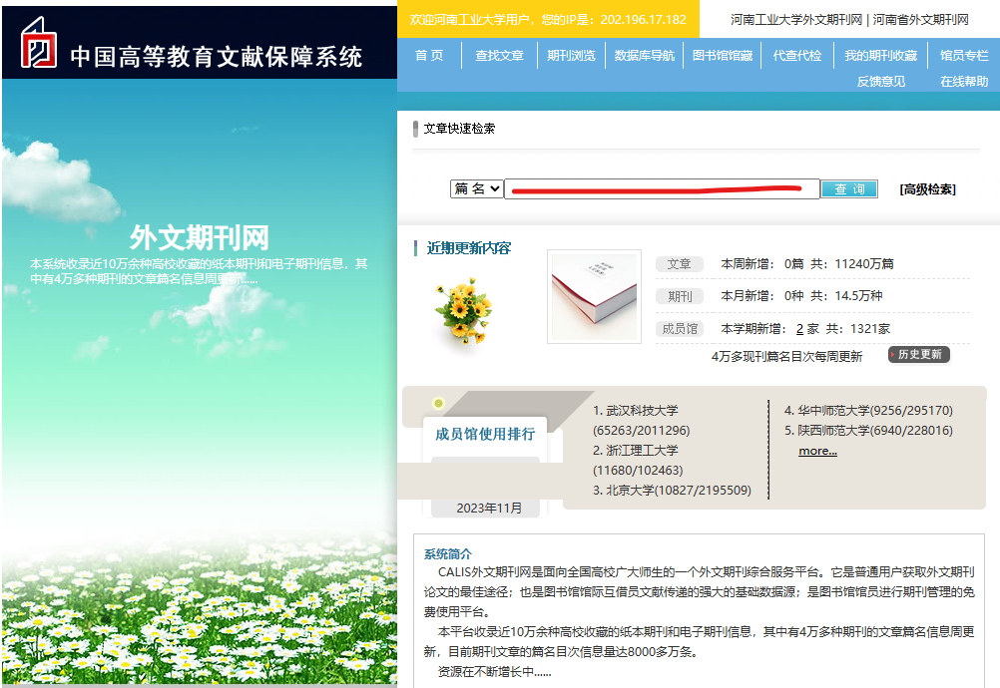 中国高等教育文献保障系统
外文期刊网
本系统收录近10万余种高校收藏的纸本期刊和电子期刊信息，其
中有4万多种期刊的文章篇名信息周更新......
欢迎河南工业大学用户，您的IP是：202.196.17.182
河南工业大学外文期刊网 | 河南省外文期刊网
首 页 查找文章 期刊浏览 数据库导航 图书馆馆藏 代查代检 我的期刊收藏 馆员专栏
反馈意见 在线帮助
文章快速检索
篇 名 查 询 [高级检索]
近期更新内容
文章 本周新增： 0篇 共：11240万篇
期刊 本月新增： 0种 共：14.5万种
成员馆 本学期新增： 2 家 共：1321家
4万多现刊篇名目次每周更新 历史更新
成员馆使用排行
2023年11月
1. 武汉科技大学
(65263/2011296)
2. 浙江理工大学
(11680/102463)
3. 北京大学(10827/2195509)
4. 华中师范大学(9256/295170)
5. 陕西师范大学(6940/228016)
more...
系统简介
CALIS外文期刊网是面向全国高校广大师生的一个外文期刊综合服务平台。它是普通用户获取外文期刊
论文的最佳途径；也是图书馆馆际互借员文献传递的强大的基础数据源；是图书馆馆员进行期刊管理的免
费使用平台。
本平台收录近10万余种高校收藏的纸本期刊和电子期刊信息，其中有4万多种期刊的文章篇名信息周更
新，目前期刊文章的篇名目次信息量达8000多万条。
资源在不断增长中......